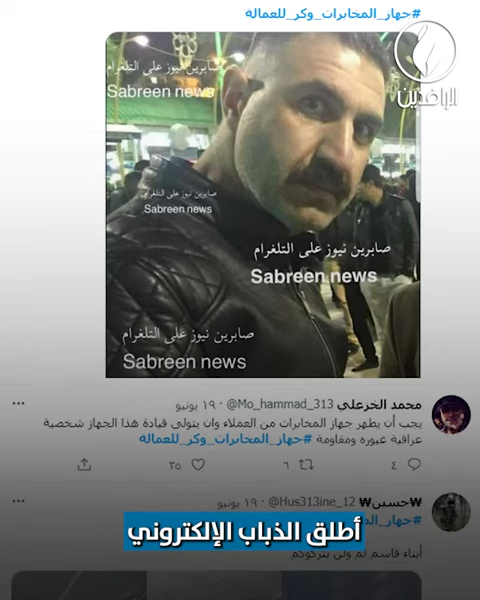 #جهاز_المخابرات_وكر_للعمالة
الرافدين
صابرين نيوز على التلغرام
Sabreen news
صابرين نيوز على التلغرام
Sabreen news
صابرين نيوز على التلغرام
Sabreen news
صابرين نيوز على التلغرام
Sabreen news
محمد الخزعلي @Mo_hammad_313 · ١٩ يونيو
يجب أن يطهر جهاز المخابرات من العملاء وان يتولى قيادة هذا الجهاز شخصية
عراقية غيوره ومقاومة #جهاز_المخابرات_وكر_للعمالة
٤ ٦ ٣٥
₩حسين₩ @Hus313ine_12 · ١٩ يونيو
أطلق الذباب الإلكتروني
أبناء قاسم لم ولن يتركوكم